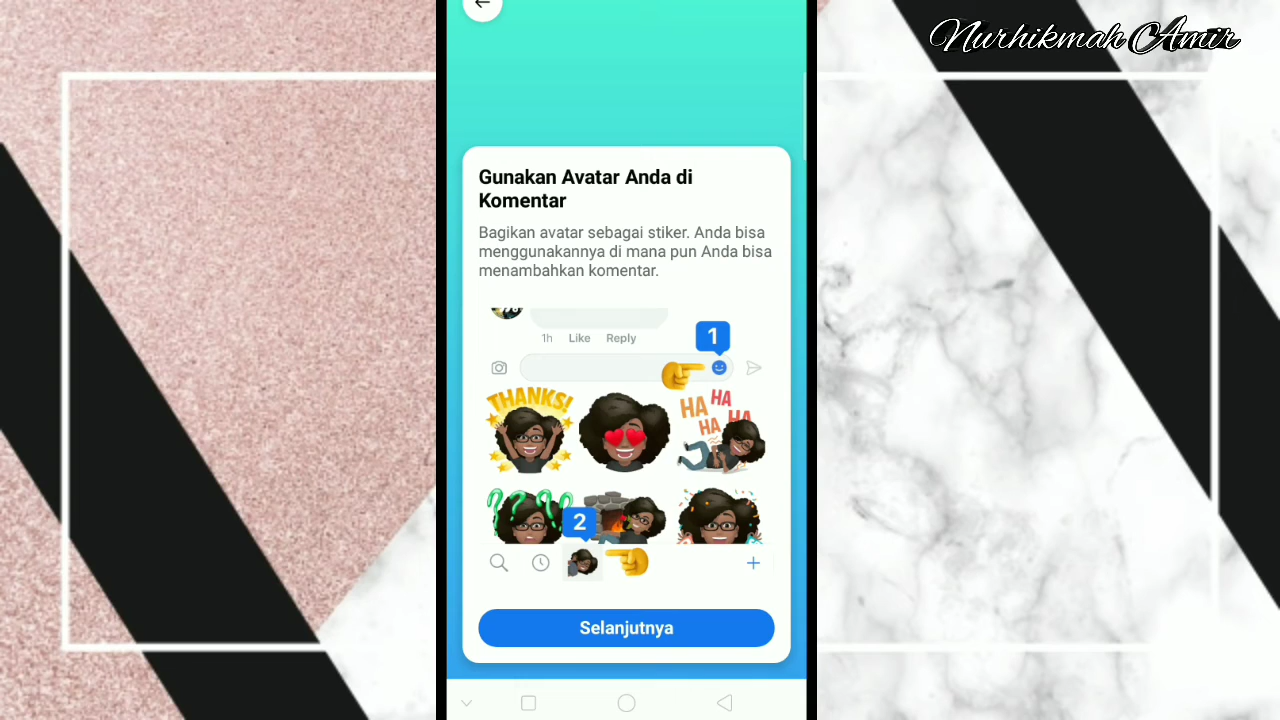 Nurhikmah Amir
Gunakan Avatar Anda di
Komentar
Bagikan avatar sebagai stiker. Anda bisa
menggunakannya di mana pun Anda bisa
menambahkan komentar.
1h Like Reply
1
THANKS!
HA HA
HA HA
2
Selanjutnya